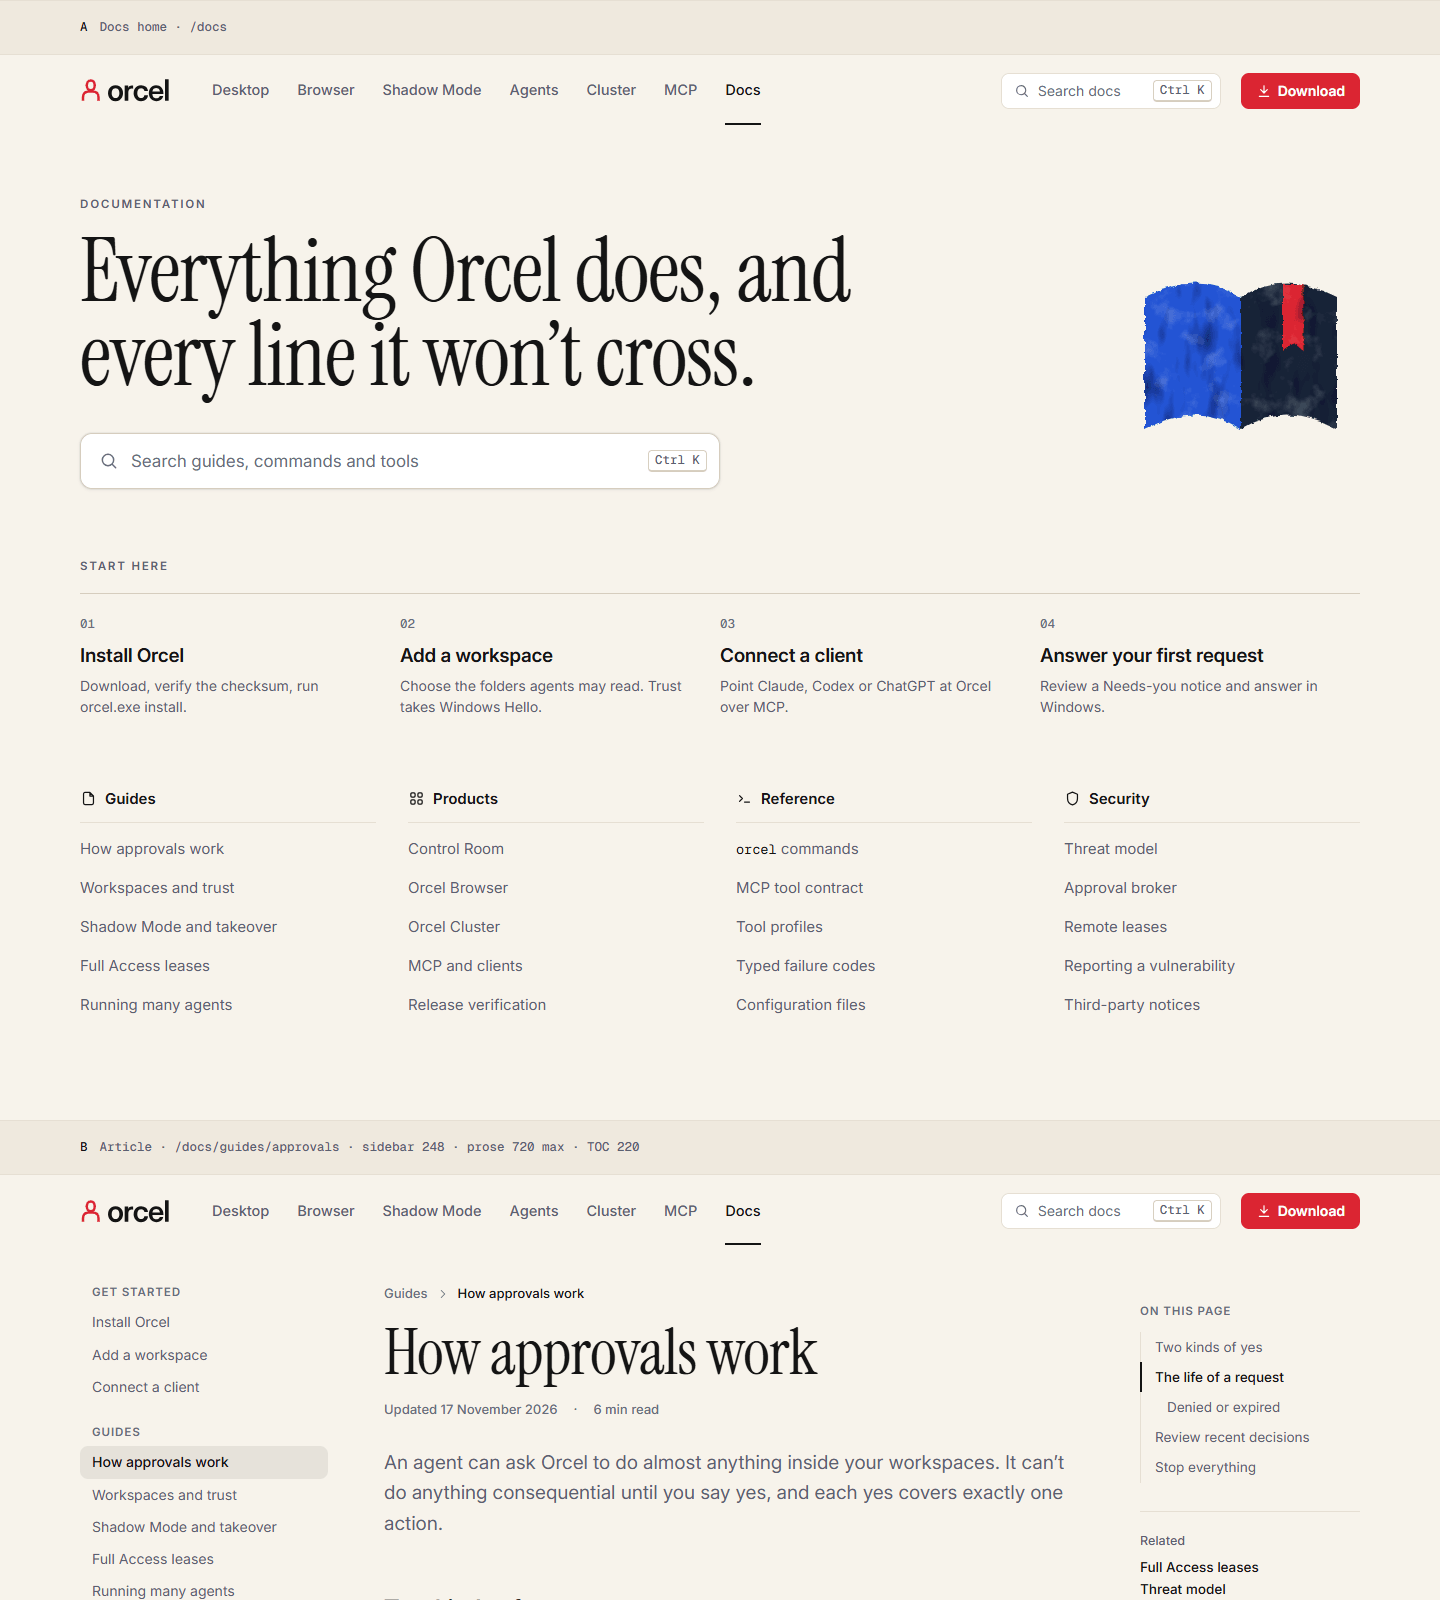 A Docs home · /docs
orcel
Desktop Browser Shadow Mode Agents Cluster MCP Docs
Search docs Ctrl K
Download
DOCUMENTATION
Everything Orcel does, and
every line it won’t cross.
Search guides, commands and tools Ctrl K
START HERE
01
Install Orcel
Download, verify the checksum, run
orcel.exe install.
02
Add a workspace
Choose the folders agents may read. Trust
takes Windows Hello.
03
Connect a client
Point Claude, Codex or ChatGPT at Orcel
over MCP.
04
Answer your first request
Review a Needs-you notice and answer in
Windows.
Guides
How approvals work
Workspaces and trust
Shadow Mode and takeover
Full Access leases
Running many agents
Products
Control Room
Orcel Browser
Orcel Cluster
MCP and clients
Release verification
Reference
orcel commands
MCP tool contract
Tool profiles
Typed failure codes
Configuration files
Security
Threat model
Approval broker
Remote leases
Reporting a vulnerability
Third-party notices
B Article · /docs/guides/approvals · sidebar 248 · prose 720 max · TOC 220
orcel
Desktop Browser Shadow Mode Agents Cluster MCP Docs
Search docs Ctrl K
Download
GET STARTED
Install Orcel
Add a workspace
Connect a client
GUIDES
How approvals work
Workspaces and trust
Shadow Mode and takeover
Full Access leases
Running many agents
Guides › How approvals work
How approvals work
Updated 17 November 2026 · 6 min read
An agent can ask Orcel to do almost anything inside your workspaces. It can’t
do anything consequential until you say yes, and each yes covers exactly one
action.
ON THIS PAGE
Two kinds of yes
The life of a request
Denied or expired
Review recent decisions
Stop everything
Related
Full Access leases
Threat model